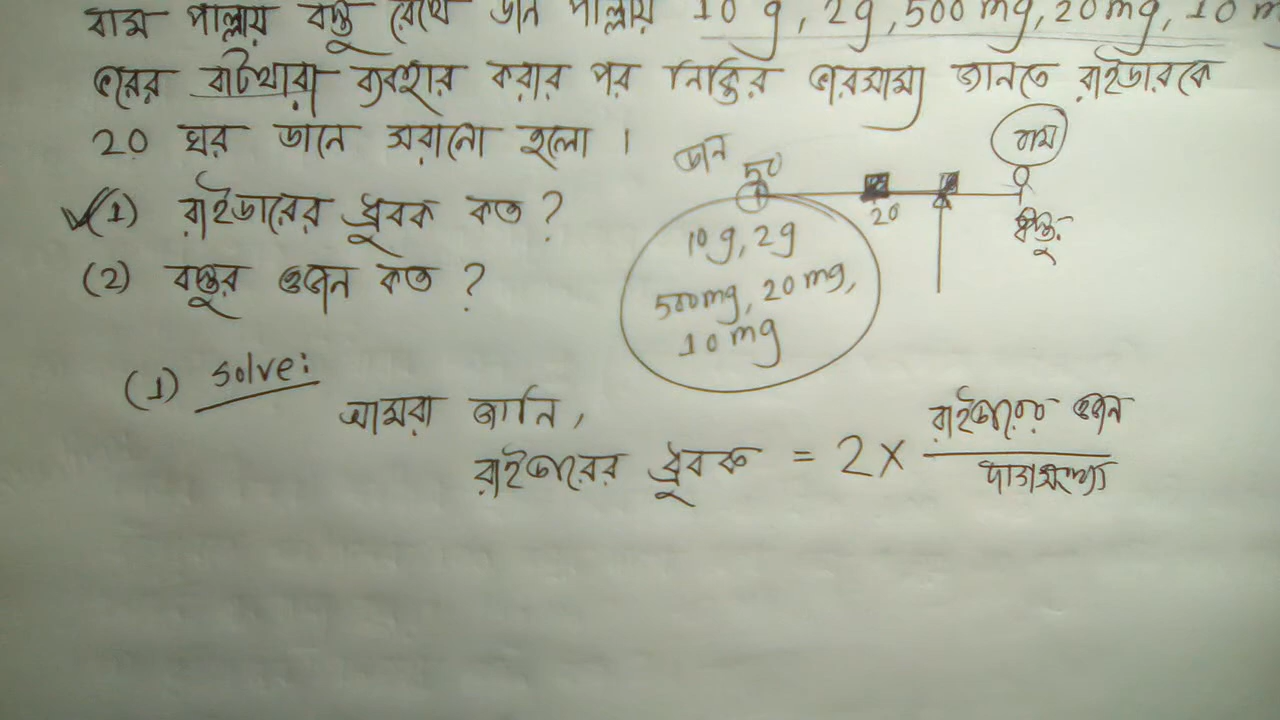 বাম পাল্লায় বস্তু রেখে ডান পাল্লায় 10 g, 2g, 500 mg, 20 mg, 10 m
ভরের বাটখারা ব্যবহার করার পর নিক্তির ভারসাম্য আনতে রাইডারকে
20 ঘর ডানে সরানো হলো।
ডান
50
20
বাম
বস্তু
10 g, 2g
500mg, 20 mg,
10 mg
(1) রাইডারের ধ্রুবক কত?
(2) বস্তুর ওজন কত?
(1) Solve:
আমরা জানি,
রাইডারের ধ্রুবক = 2 × রাইডারের ওজন
দাগসংখ্যা